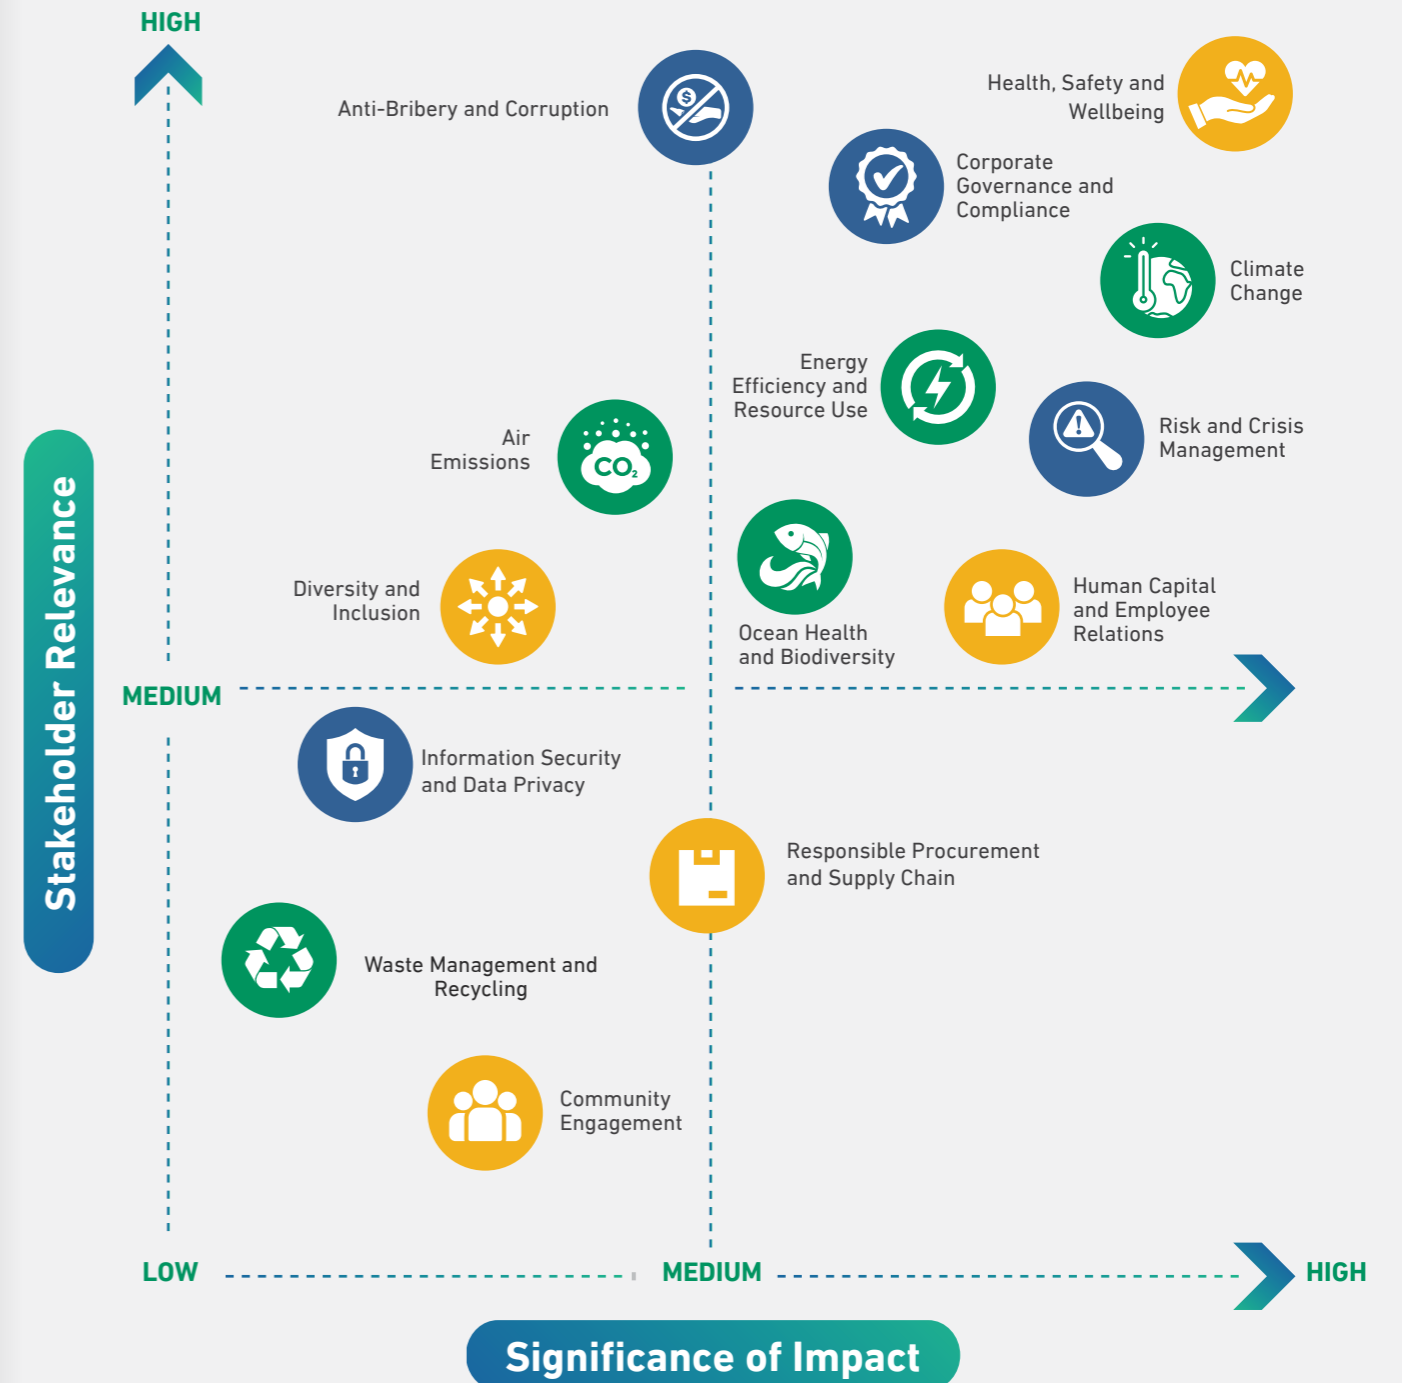 HIGH
Anti-Bribery and Corruption
$
Health, Safety and
Wellbeing
Corporate
Governance and
Compliance
Climate
Change
Energy
Efficiency and
Resource Use
Risk and Crisis
Management
Air
Emissions
CO₂
Diversity and
Inclusion
Ocean Health
and Biodiversity
Human Capital
and Employee
Relations
Stakeholder Relevance
MEDIUM
Information Security
and Data Privacy
Responsible Procurement
and Supply Chain
Waste Management and
Recycling
Community
Engagement
LOW
MEDIUM
HIGH
Significance of Impact